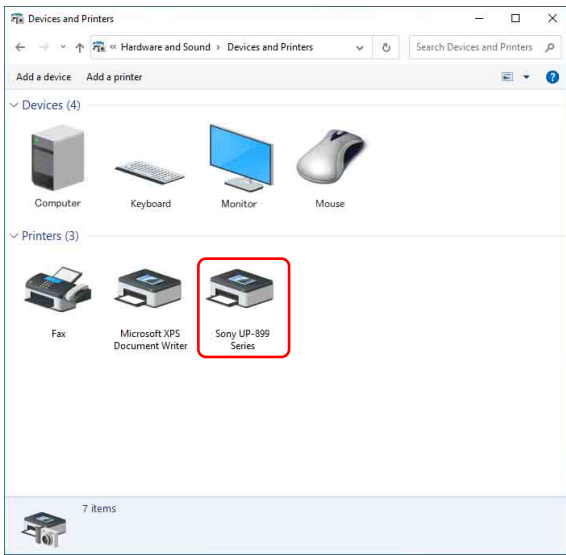 Devices and Printers
« Hardware and Sound › Devices and Printers
Search Devices and Printers
Add a device Add a printer
Devices (4)
Computer Keyboard Monitor Mouse
Printers (3)
Fax
Microsoft XPS
Document Writer
Sony UP-899
Series
7 items